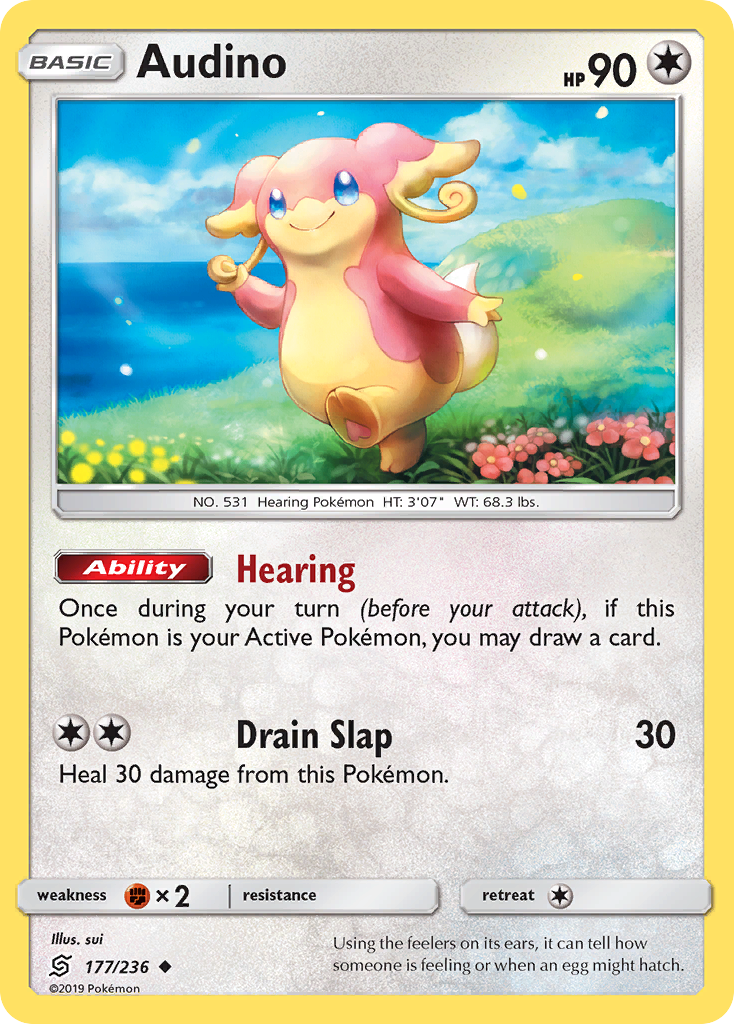 BASIC Audino HP 90
NO. 531 Hearing Pokémon HT: 3'07" WT: 68.3 lbs.
Ability Hearing
Once during your turn (before your attack), if this
Pokémon is your Active Pokémon, you may draw a card.
Drain Slap 30
Heal 30 damage from this Pokémon.
weakness ×2 resistance retreat
Illus. sui
177/236
©2019 Pokémon
Using the feelers on its ears, it can tell how
someone is feeling or when an egg might hatch.